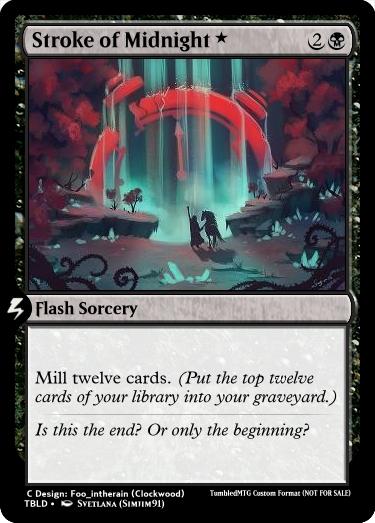 Stroke of Midnight ★ 2
Flash Sorcery
Mill twelve cards. (Put the top twelve
cards of your library into your graveyard.)
Is this the end? Or only the beginning?
C Design: Foo_intherain (Clockwood)
TumbledMTG Custom Format (NOT FOR SALE)
TBLD • Svetlana (Simjim91)